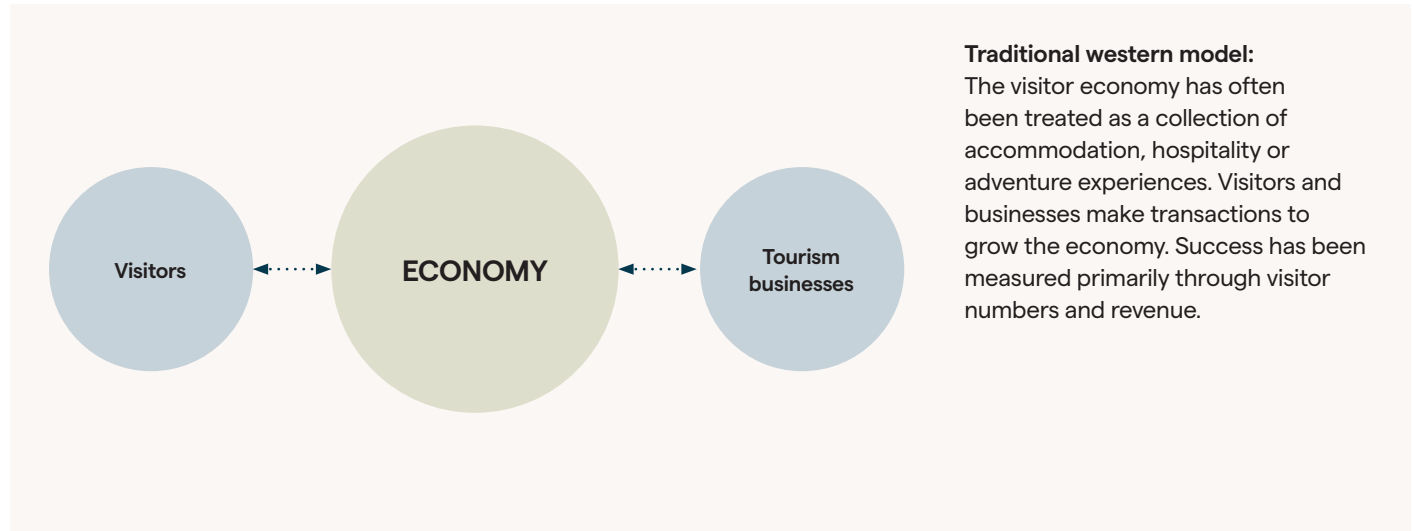 Visitors
ECONOMY
Tourism
businesses
Traditional western model:
The visitor economy has often
been treated as a collection of
accommodation, hospitality or
adventure experiences. Visitors and
businesses make transactions to
grow the economy. Success has been
measured primarily through visitor
numbers and revenue.